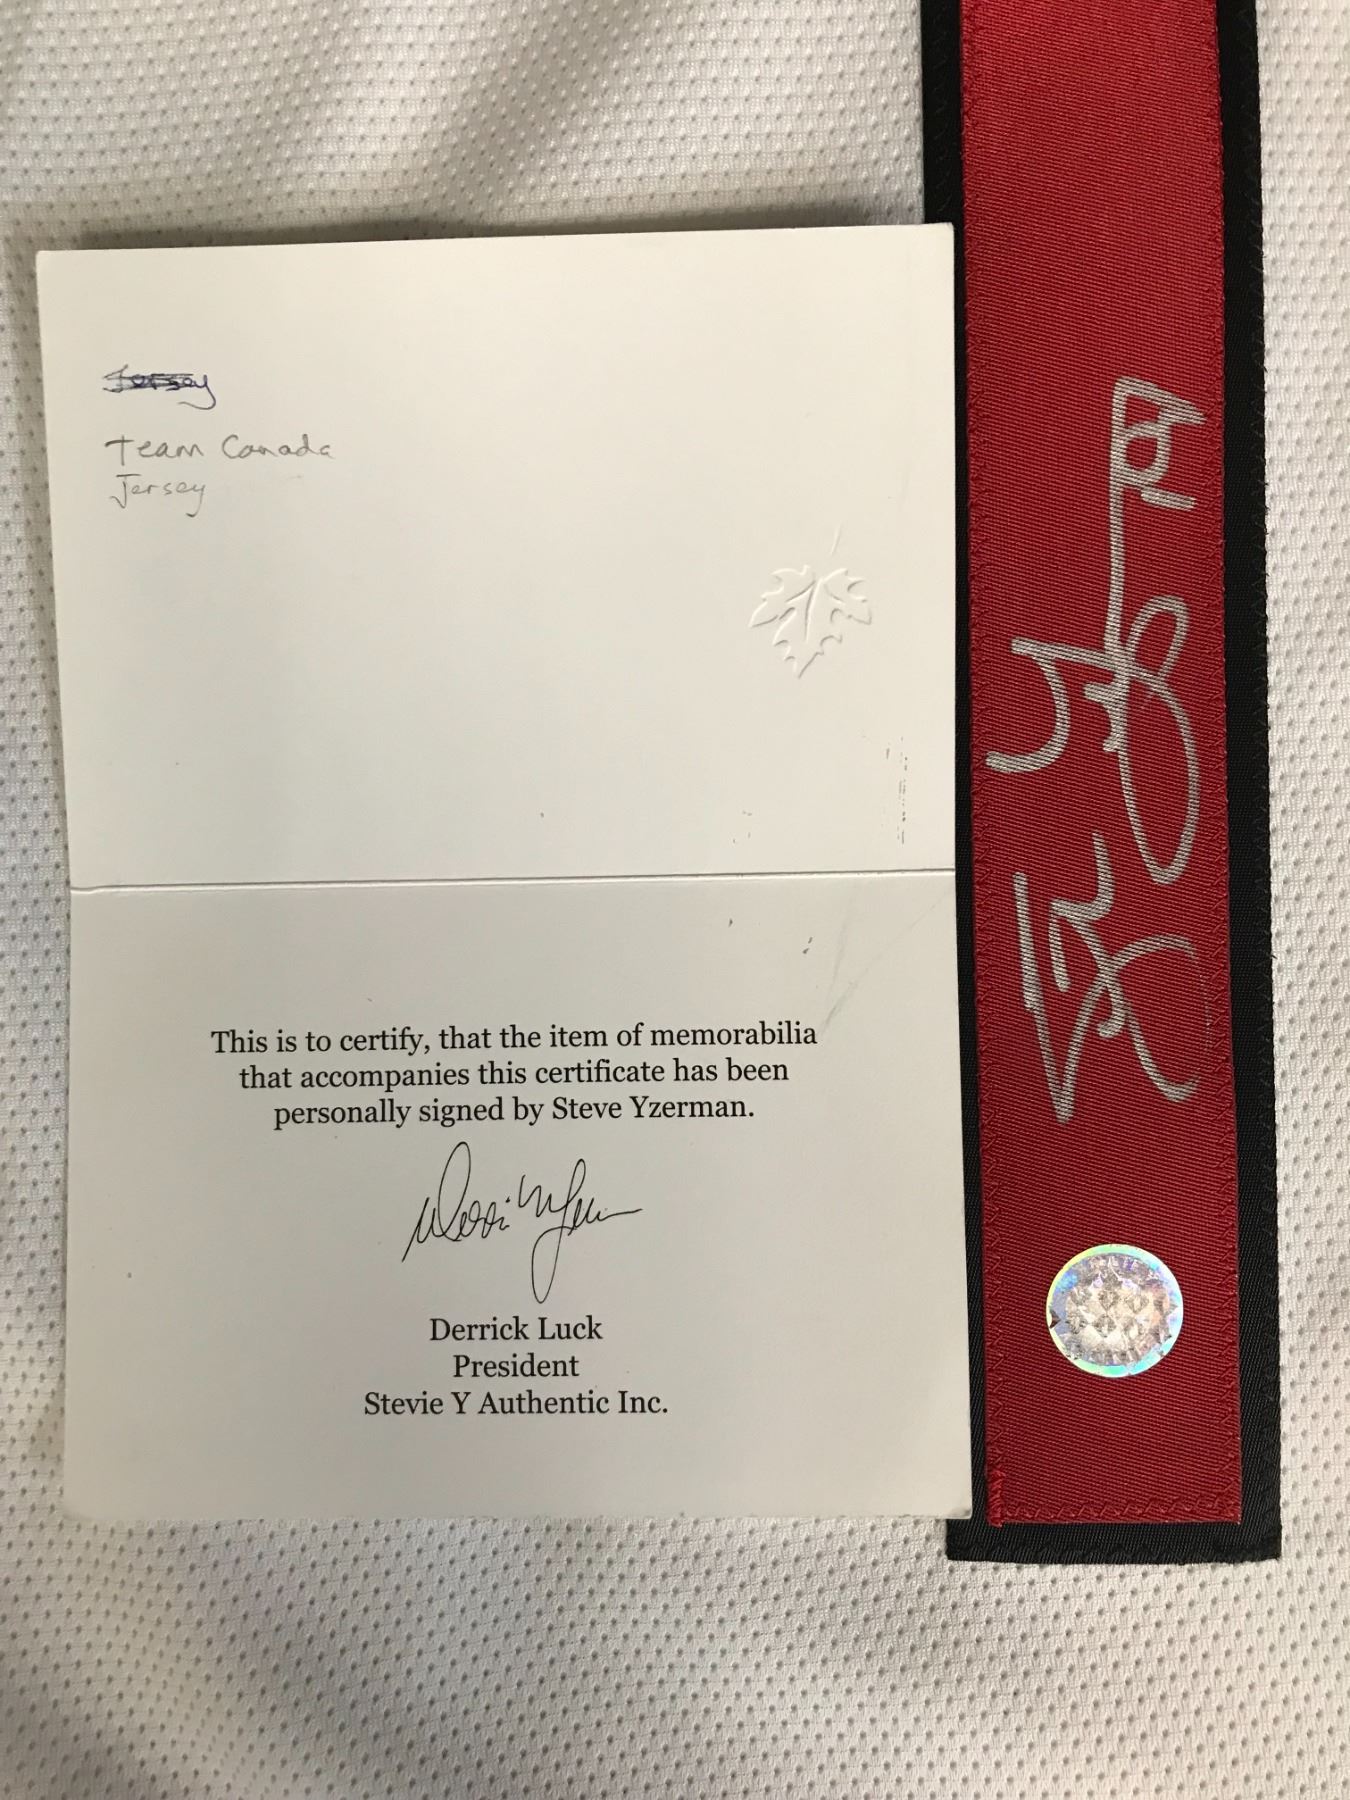 Jersey
Team Canada
Jersey
This is to certify, that the item of memorabilia
that accompanies this certificate has been
personally signed by Steve Yzerman.
Derrick Luck
President
Stevie Y Authentic Inc.